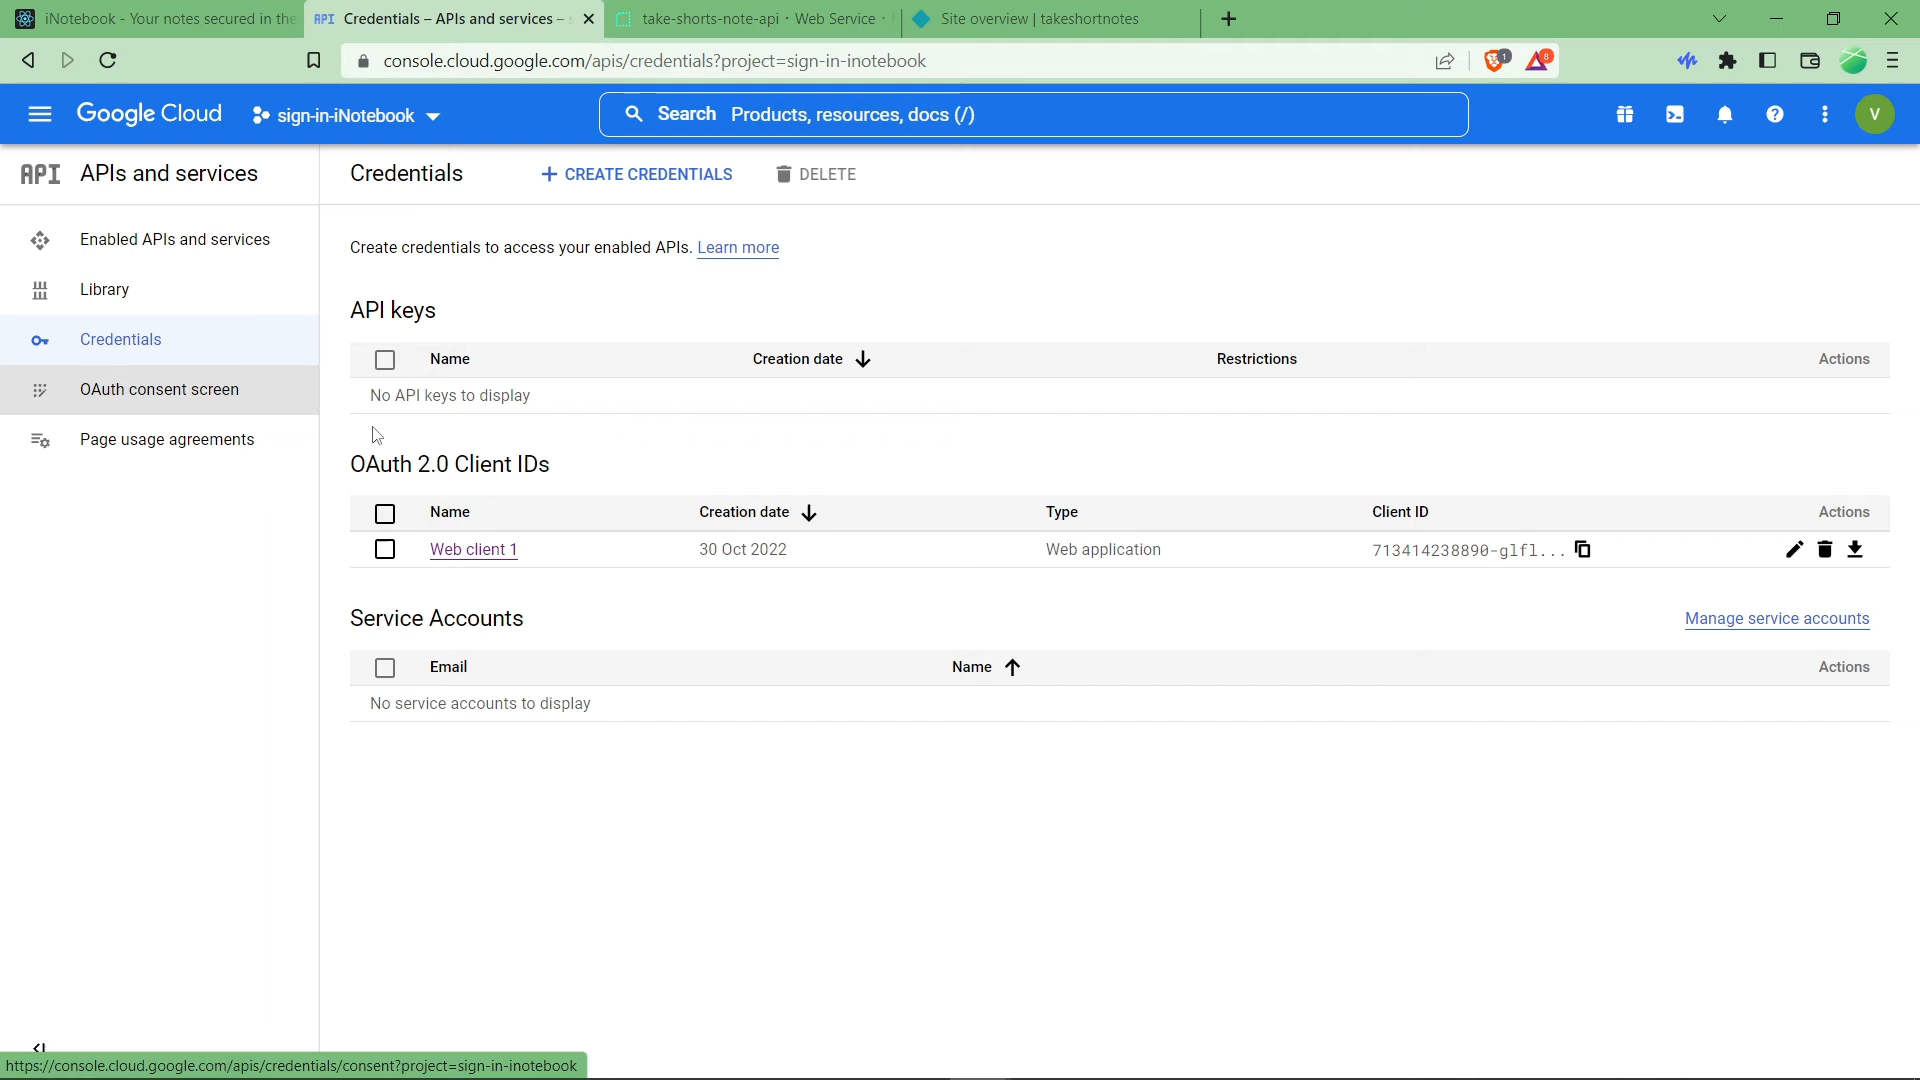 iNotebook - Your notes secured in the
API Credentials – APIs and services –
take-shorts-note-api · Web Service ·
Site overview | takeshortnotes
console.cloud.google.com/apis/credentials?project=sign-in-inotebook
1
8
Google Cloud
sign-in-iNotebook
Search Products, resources, docs (/)
V
API APIs and services
Credentials
CREATE CREDENTIALS
DELETE
Enabled APIs and services
Library
Credentials
OAuth consent screen
Page usage agreements
Create credentials to access your enabled APIs. Learn more
API keys
Name Creation date Restrictions Actions
No API keys to display
OAuth 2.0 Client IDs
Name Creation date Type Client ID Actions
Web client 1 30 Oct 2022 Web application 713414238890-glfl...
Service Accounts
Manage service accounts
Email Name Actions
No service accounts to display
https://console.cloud.google.com/apis/credentials/consent?project=sign-in-inotebook